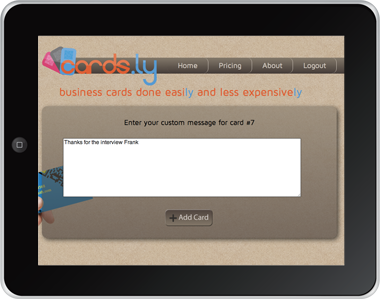 cards.ly
Home Pricing About Logout
business cards done easily and less expensively
Enter your custom message for card #7
Thanks for the interview Frank
+ Add Card